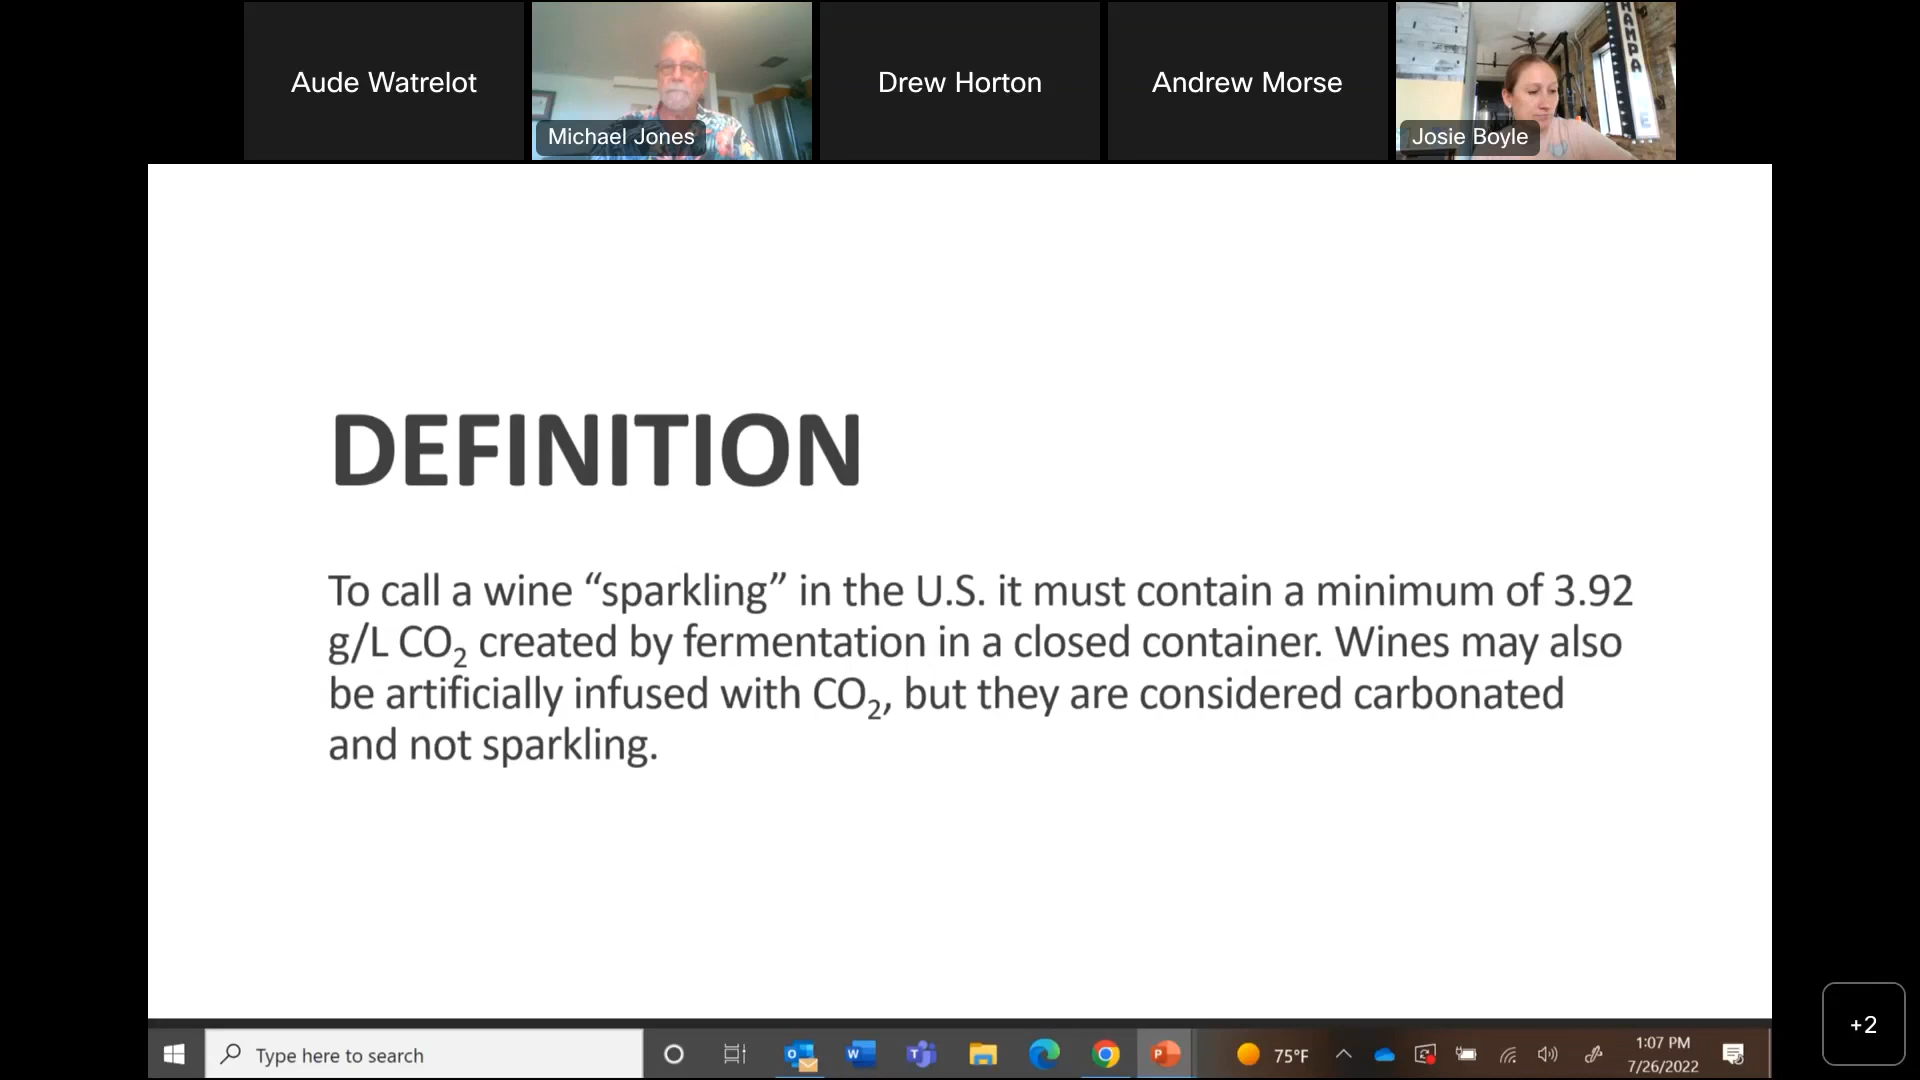 Aude Watrelot
Michael Jones
Drew Horton
Andrew Morse
HAMPA
E
Josie Boyle
DEFINITION
To call a wine “sparkling” in the U.S. it must contain a minimum of 3.92
g/L CO₂ created by fermentation in a closed container. Wines may also
be artificially infused with CO₂, but they are considered carbonated
and not sparkling.
Type here to search
75°F
1:07 PM
7/26/2022
+2